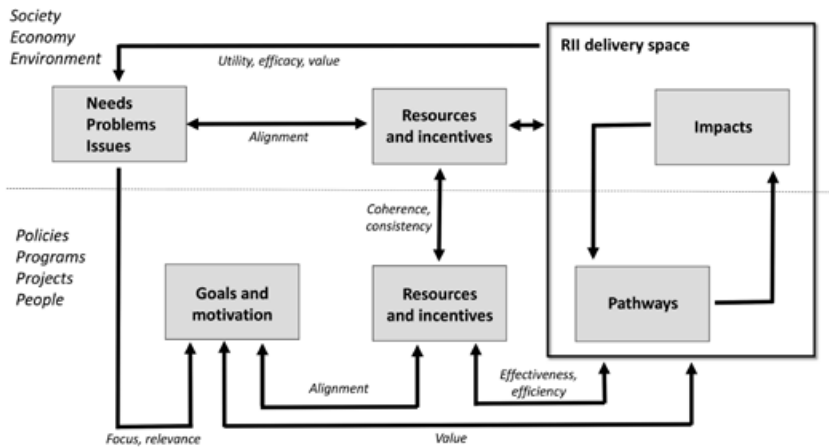 Society
Economy
Environment
RII delivery space
Utility, efficacy, value
Needs
Problems
Issues
Alignment
Resources
and incentives
Impacts
Coherence,
consistency
Policies
Programs
Projects
People
Goals and
motivation
Resources
and incentives
Pathways
Alignment
Effectiveness,
efficiency
Focus, relevance
Value